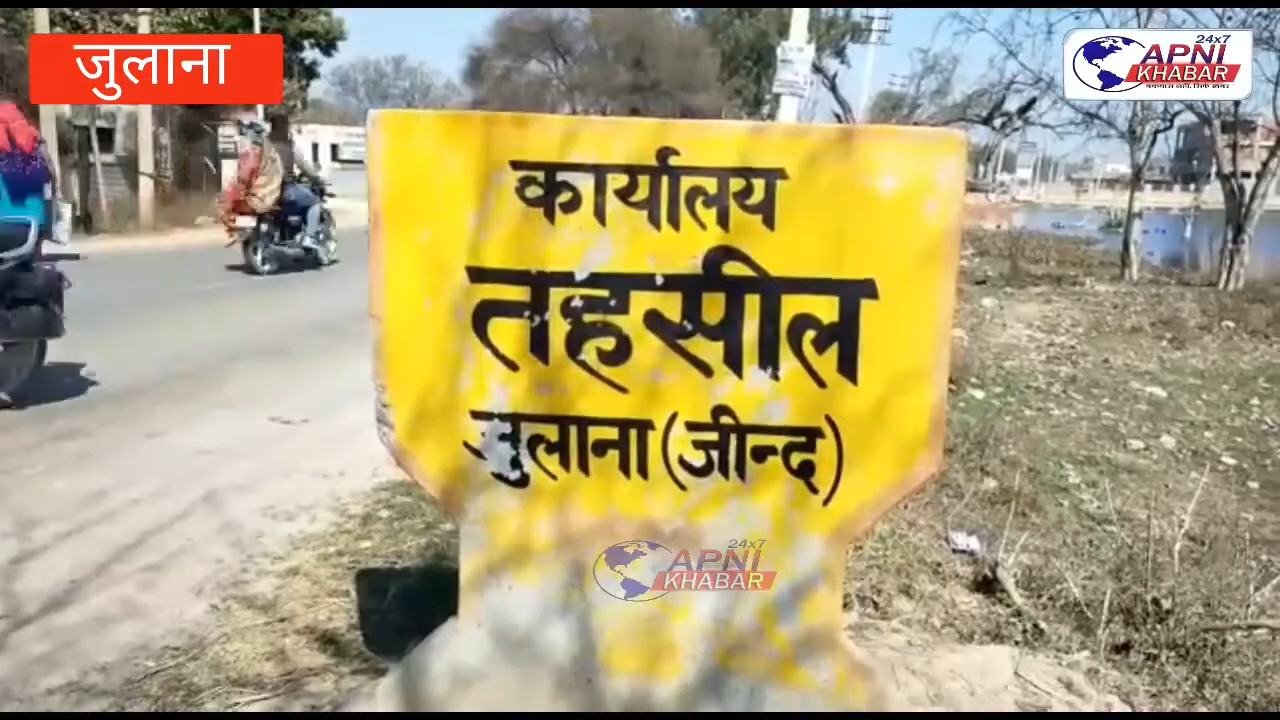 जुलाना
24x7
APNI
KHABAR
कार्यालय
तहसील
जुलाना (जीन्द)
24x7
APNI
KHABAR